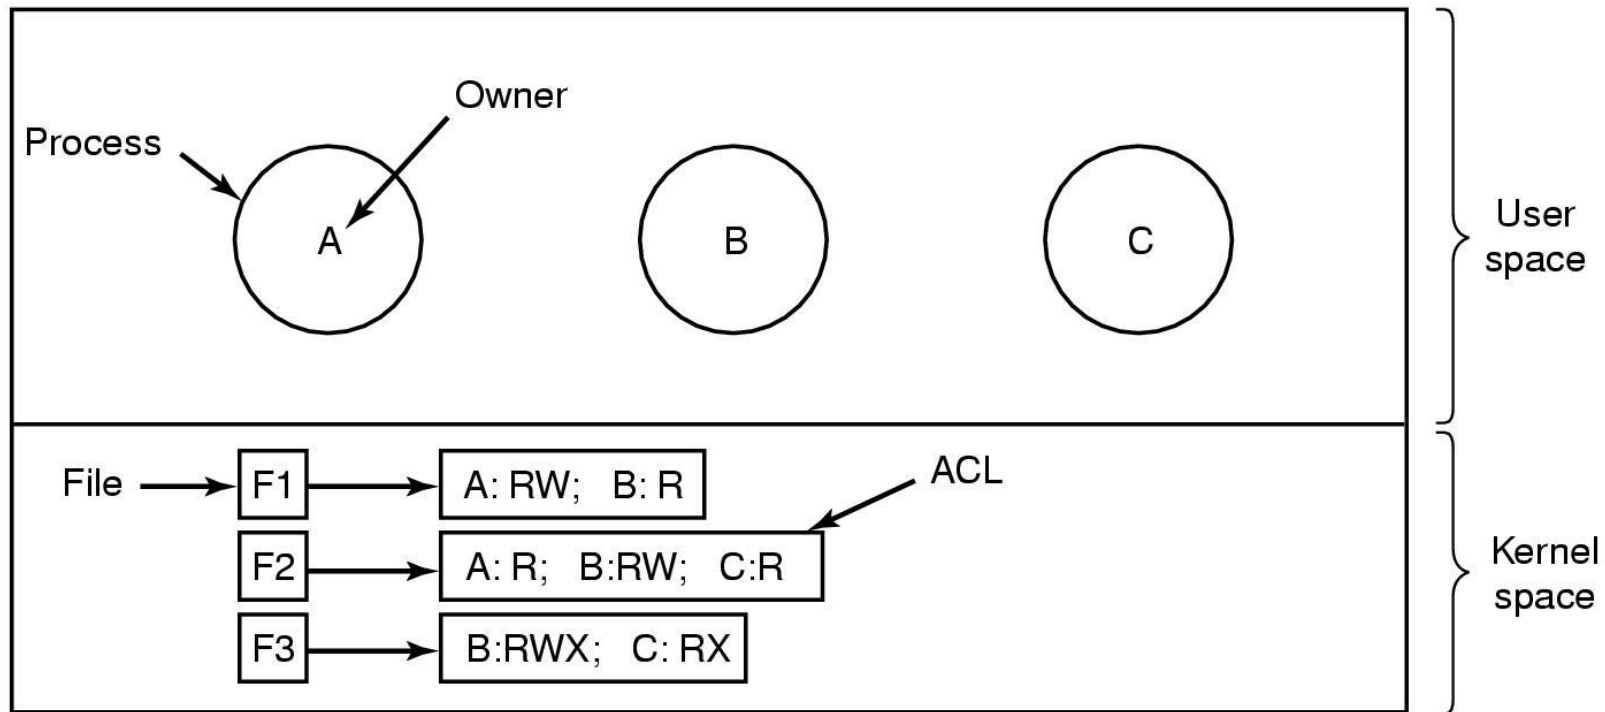 Owner
Process
A
B
C
User
space
File
F1
A: RW; B: R
ACL
F2
A: R; B:RW; C:R
F3
B:RWX; C: RX
Kernel
space